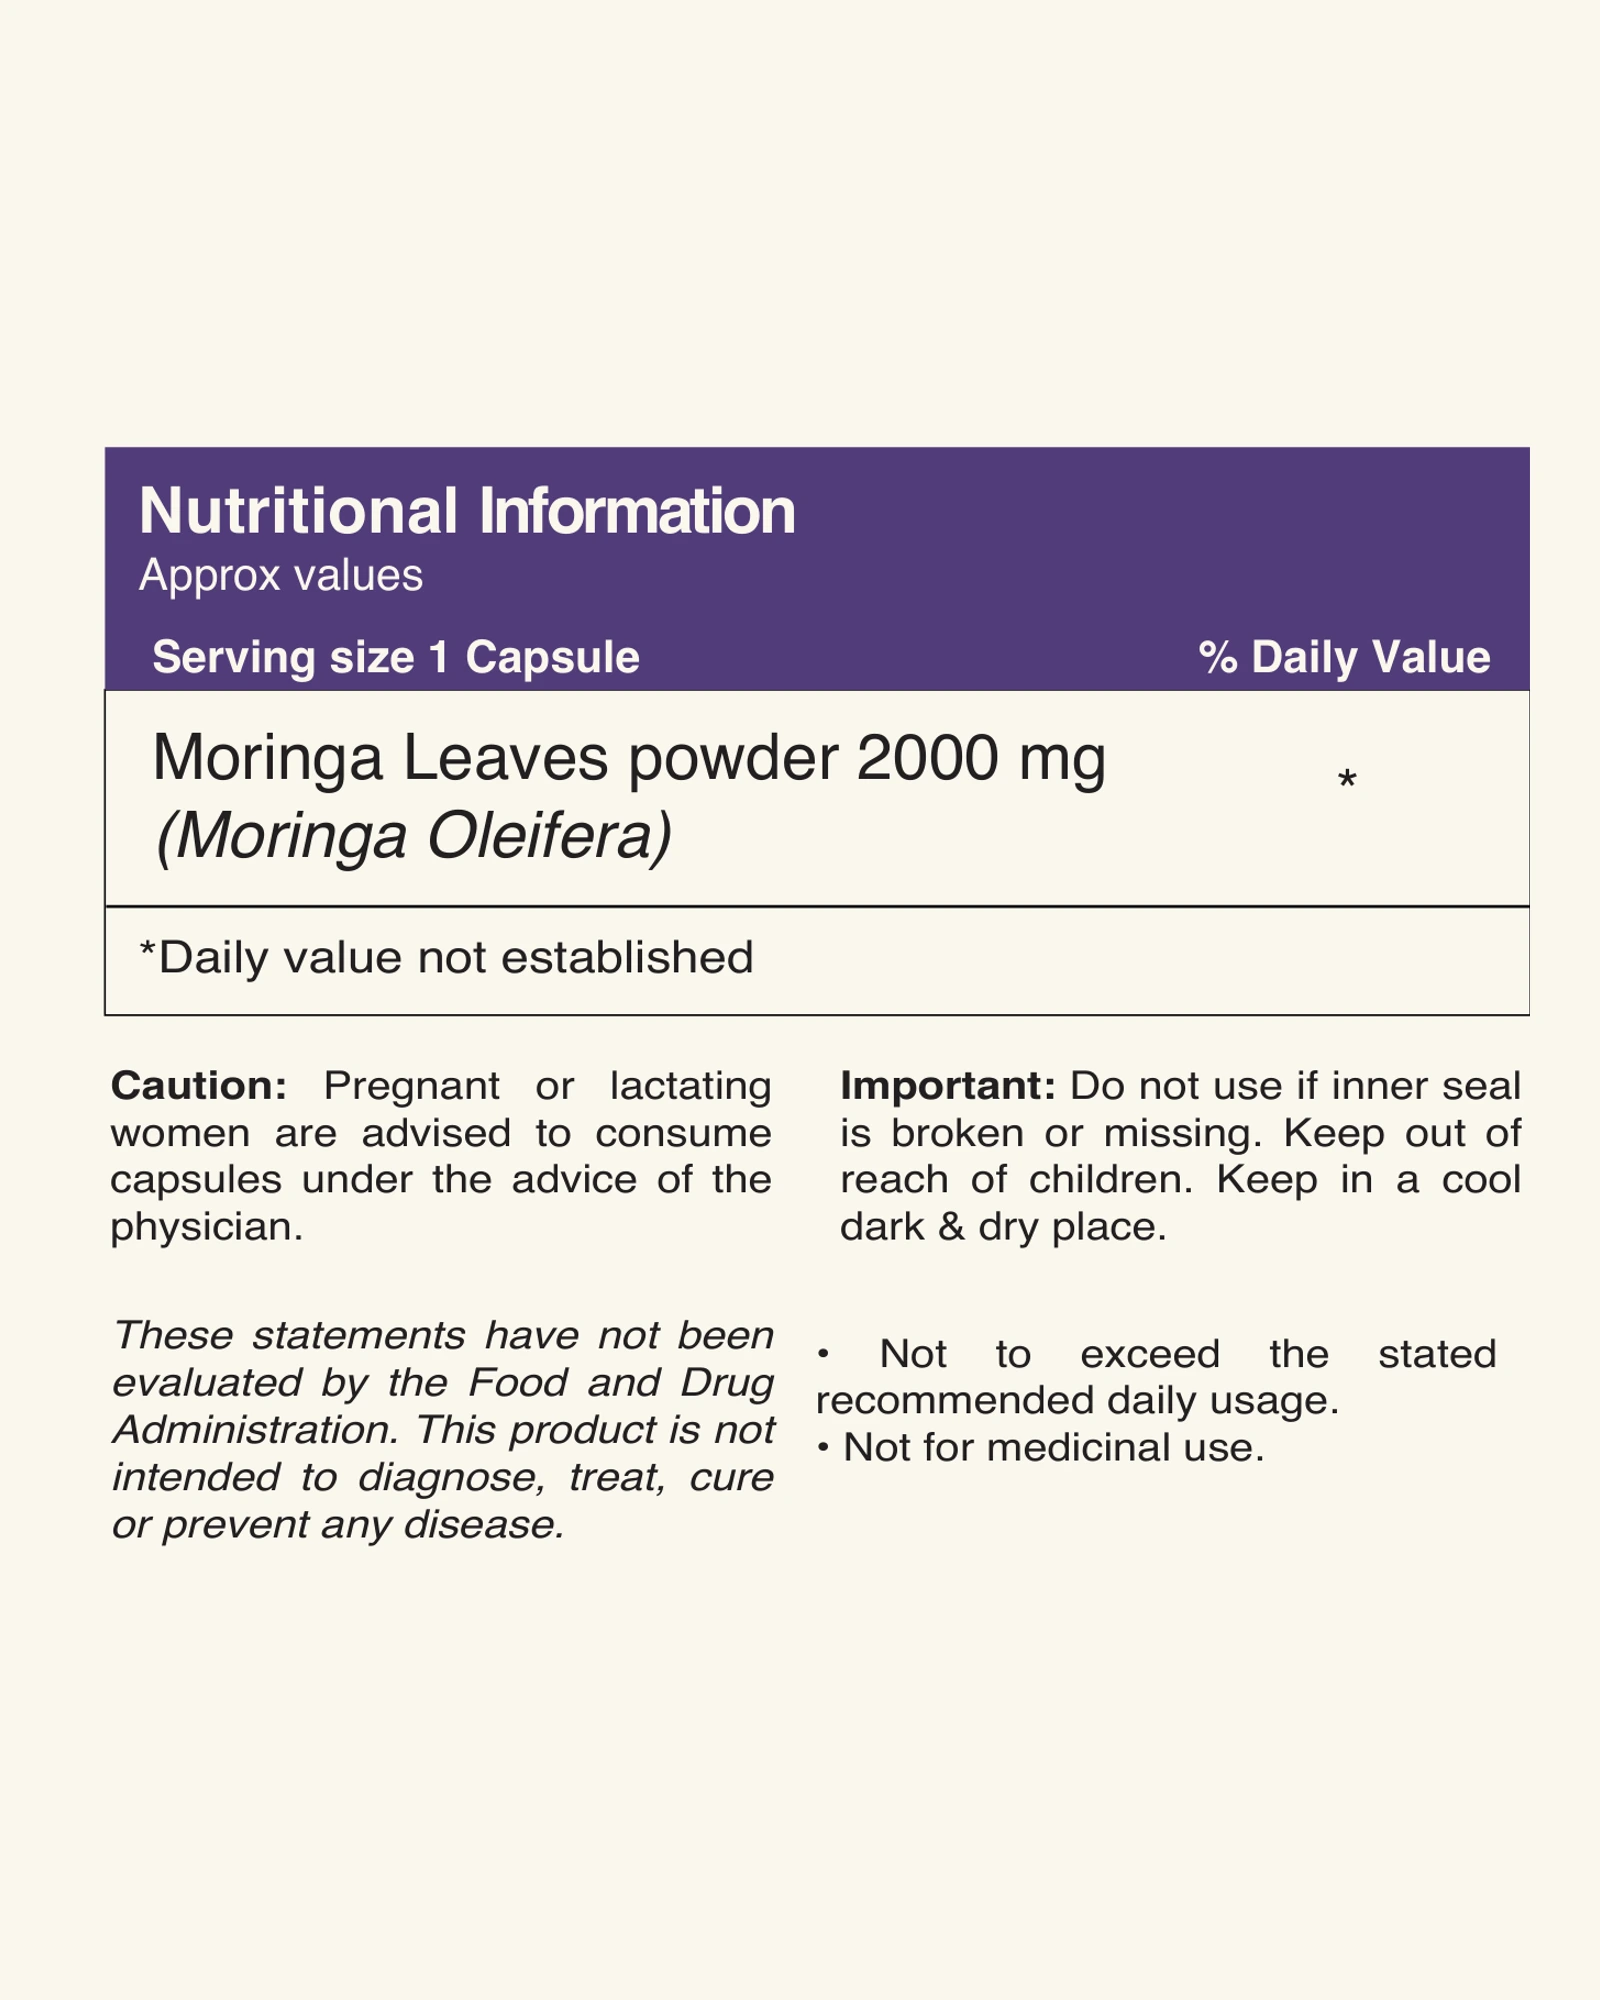 Nutritional Information
Approx values
Serving size 1 Capsule % Daily Value
Moringa Leaves powder 2000 mg *
(Moringa Oleifera)
*Daily value not established
Caution: Pregnant or lactating
women are advised to consume
capsules under the advice of the
physician.
Important: Do not use if inner seal
is broken or missing. Keep out of
reach of children. Keep in a cool
dark & dry place.
These statements have not been
evaluated by the Food and Drug
Administration. This product is not
intended to diagnose, treat, cure
or prevent any disease.
• Not to exceed the stated
recommended daily usage.
• Not for medicinal use.